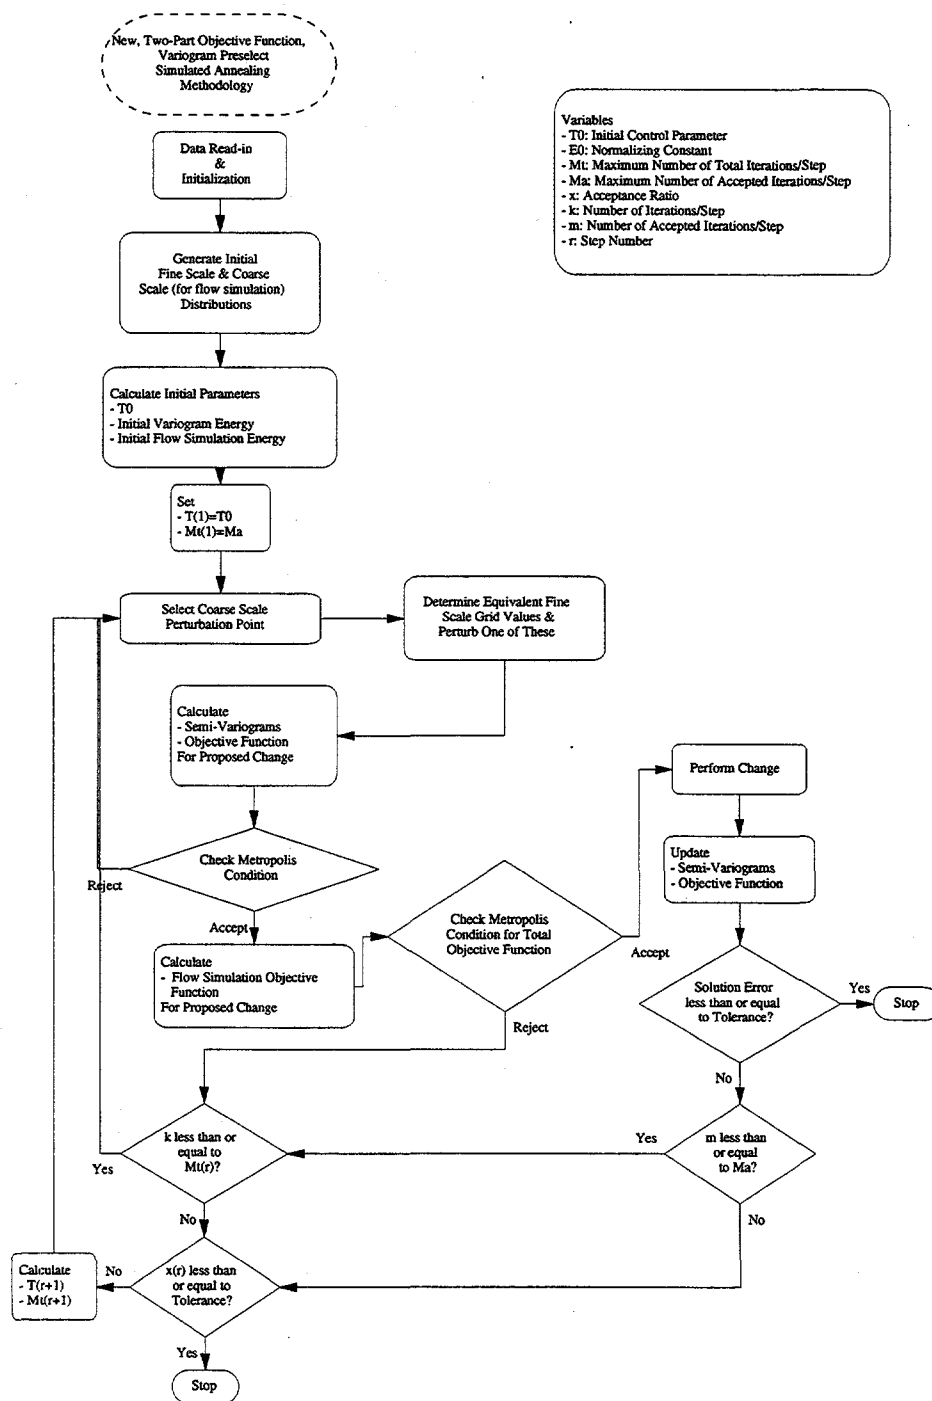 New, Two-Part Objective Function,
Variogram Preselect
Simulated Annealing
Methodology
Variables
- T0: Initial Control Parameter
- E0: Normalizing Constant
- Mt: Maximum Number of Total Iterations/Step
- Ma: Maximum Number of Accepted Iterations/Step
- x: Acceptance Ratio
- k: Number of Iterations/Step
- m: Number of Accepted Iterations/Step
- r: Step Number
Data Read-in
&
Initialization
Generate Initial
Fine Scale & Coarse
Scale (for flow simulation)
Distributions
Calculate Initial Parameters
- T0
- Initial Variogram Energy
- Initial Flow Simulation Energy
Set
- T(1)=T0
- Mt(1)=Ma
Select Coarse Scale
Perturbation Point
Determine Equivalent Fine
Scale Grid Values &
Perturb One of These
Calculate
- Semi-Variograms
- Objective Function
For Proposed Change
Perform Change
Check Metropolis
Condition
Reject
Accept
Update
- Semi-Variograms
- Objective Function
Calculate
- Flow Simulation Objective
Function
For Proposed Change
Check Metropolis
Condition for Total
Objective Function
Accept
Reject
Solution Error
less than or equal
to Tolerance?
Yes
Stop
No
k less than or
equal to
Mt(r)?
Yes
m less than
or equal
to Ma?
Yes
No
No
x(r) less than
or equal to
Tolerance?
No
Calculate
- T(r+1)
- Mt(r+1)
Yes
Stop